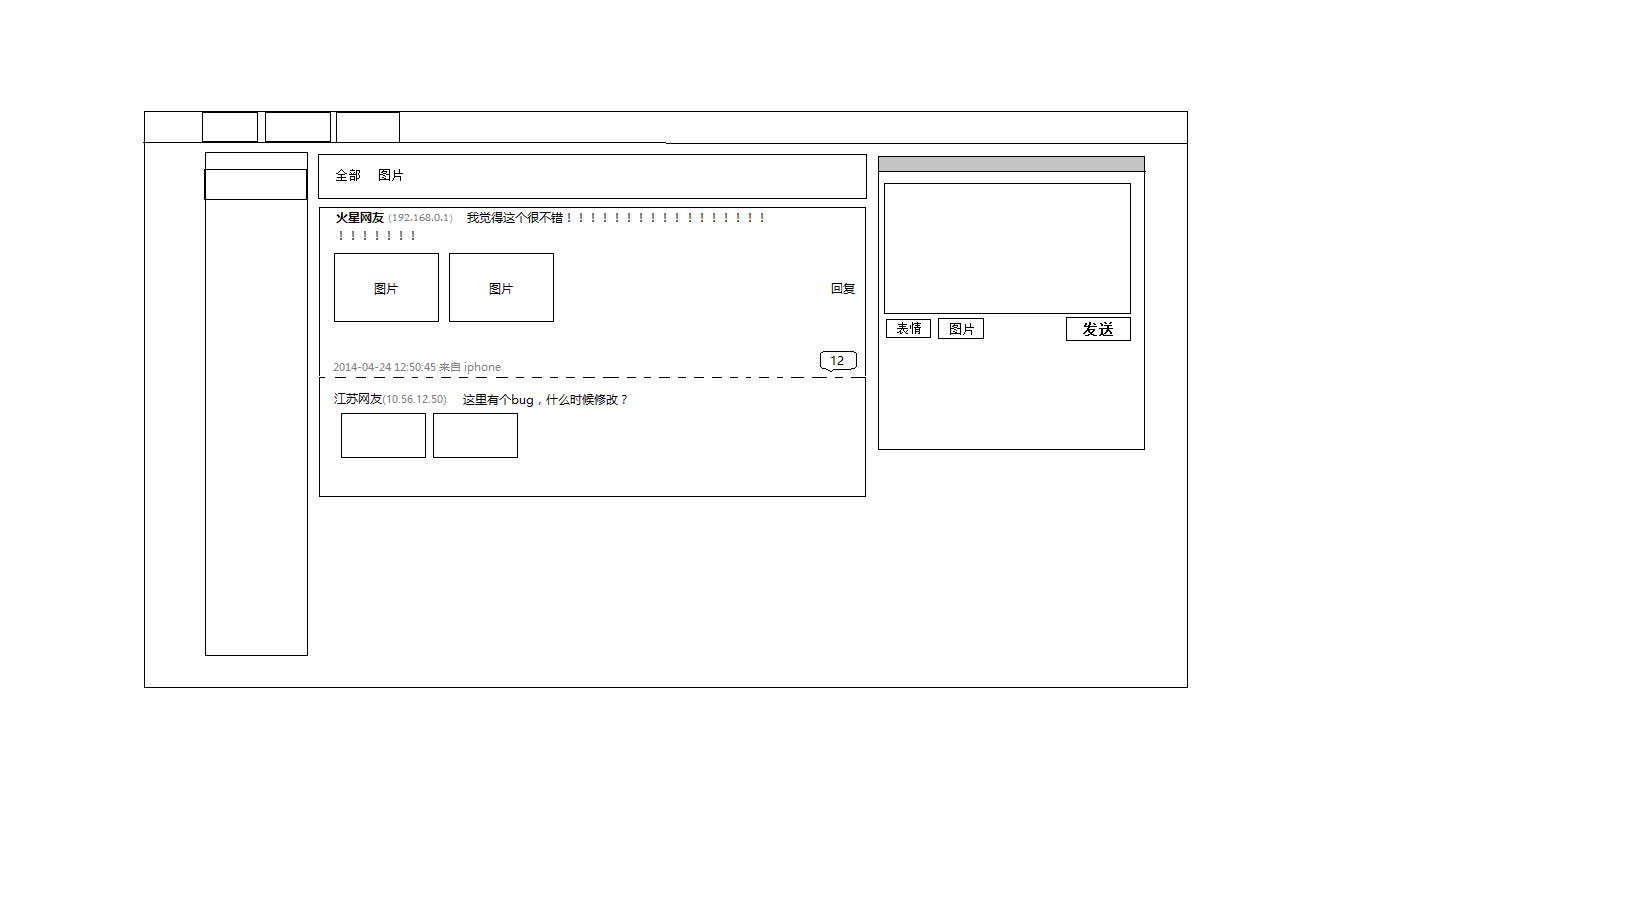 全部 图片
火星网友 (192.168.0.1) 我觉得这个很不错！！！！！！！！！！！！！！！！！
！！！！！！！
图片 图片
回复
2014-04-24 12:50:45 来自 iphone
12
江苏网友(10.56.12.50) 这里有个bug，什么时候修改？
表情 图片 发送